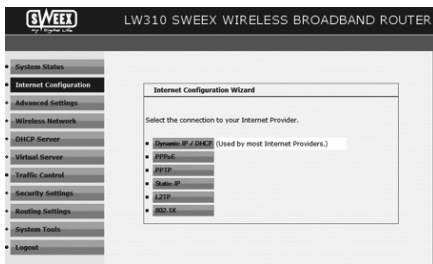 SWEEX
my Digital Life
LW310 SWEEX WIRELESS BROADBAND ROUTER
System Status
Internet Configuration
Advanced Settings
Wireless Network
DHCP Server
Virtual Server
Traffic Control
Security Settings
Routing Settings
System Tools
Logout
Internet Configuration Wizard
Select the connection to your Internet Provider.
Dynamic IP / DHCP (Used by most Internet Providers.)
PPPoE
PPTP
Static IP
L2TP
802.1X